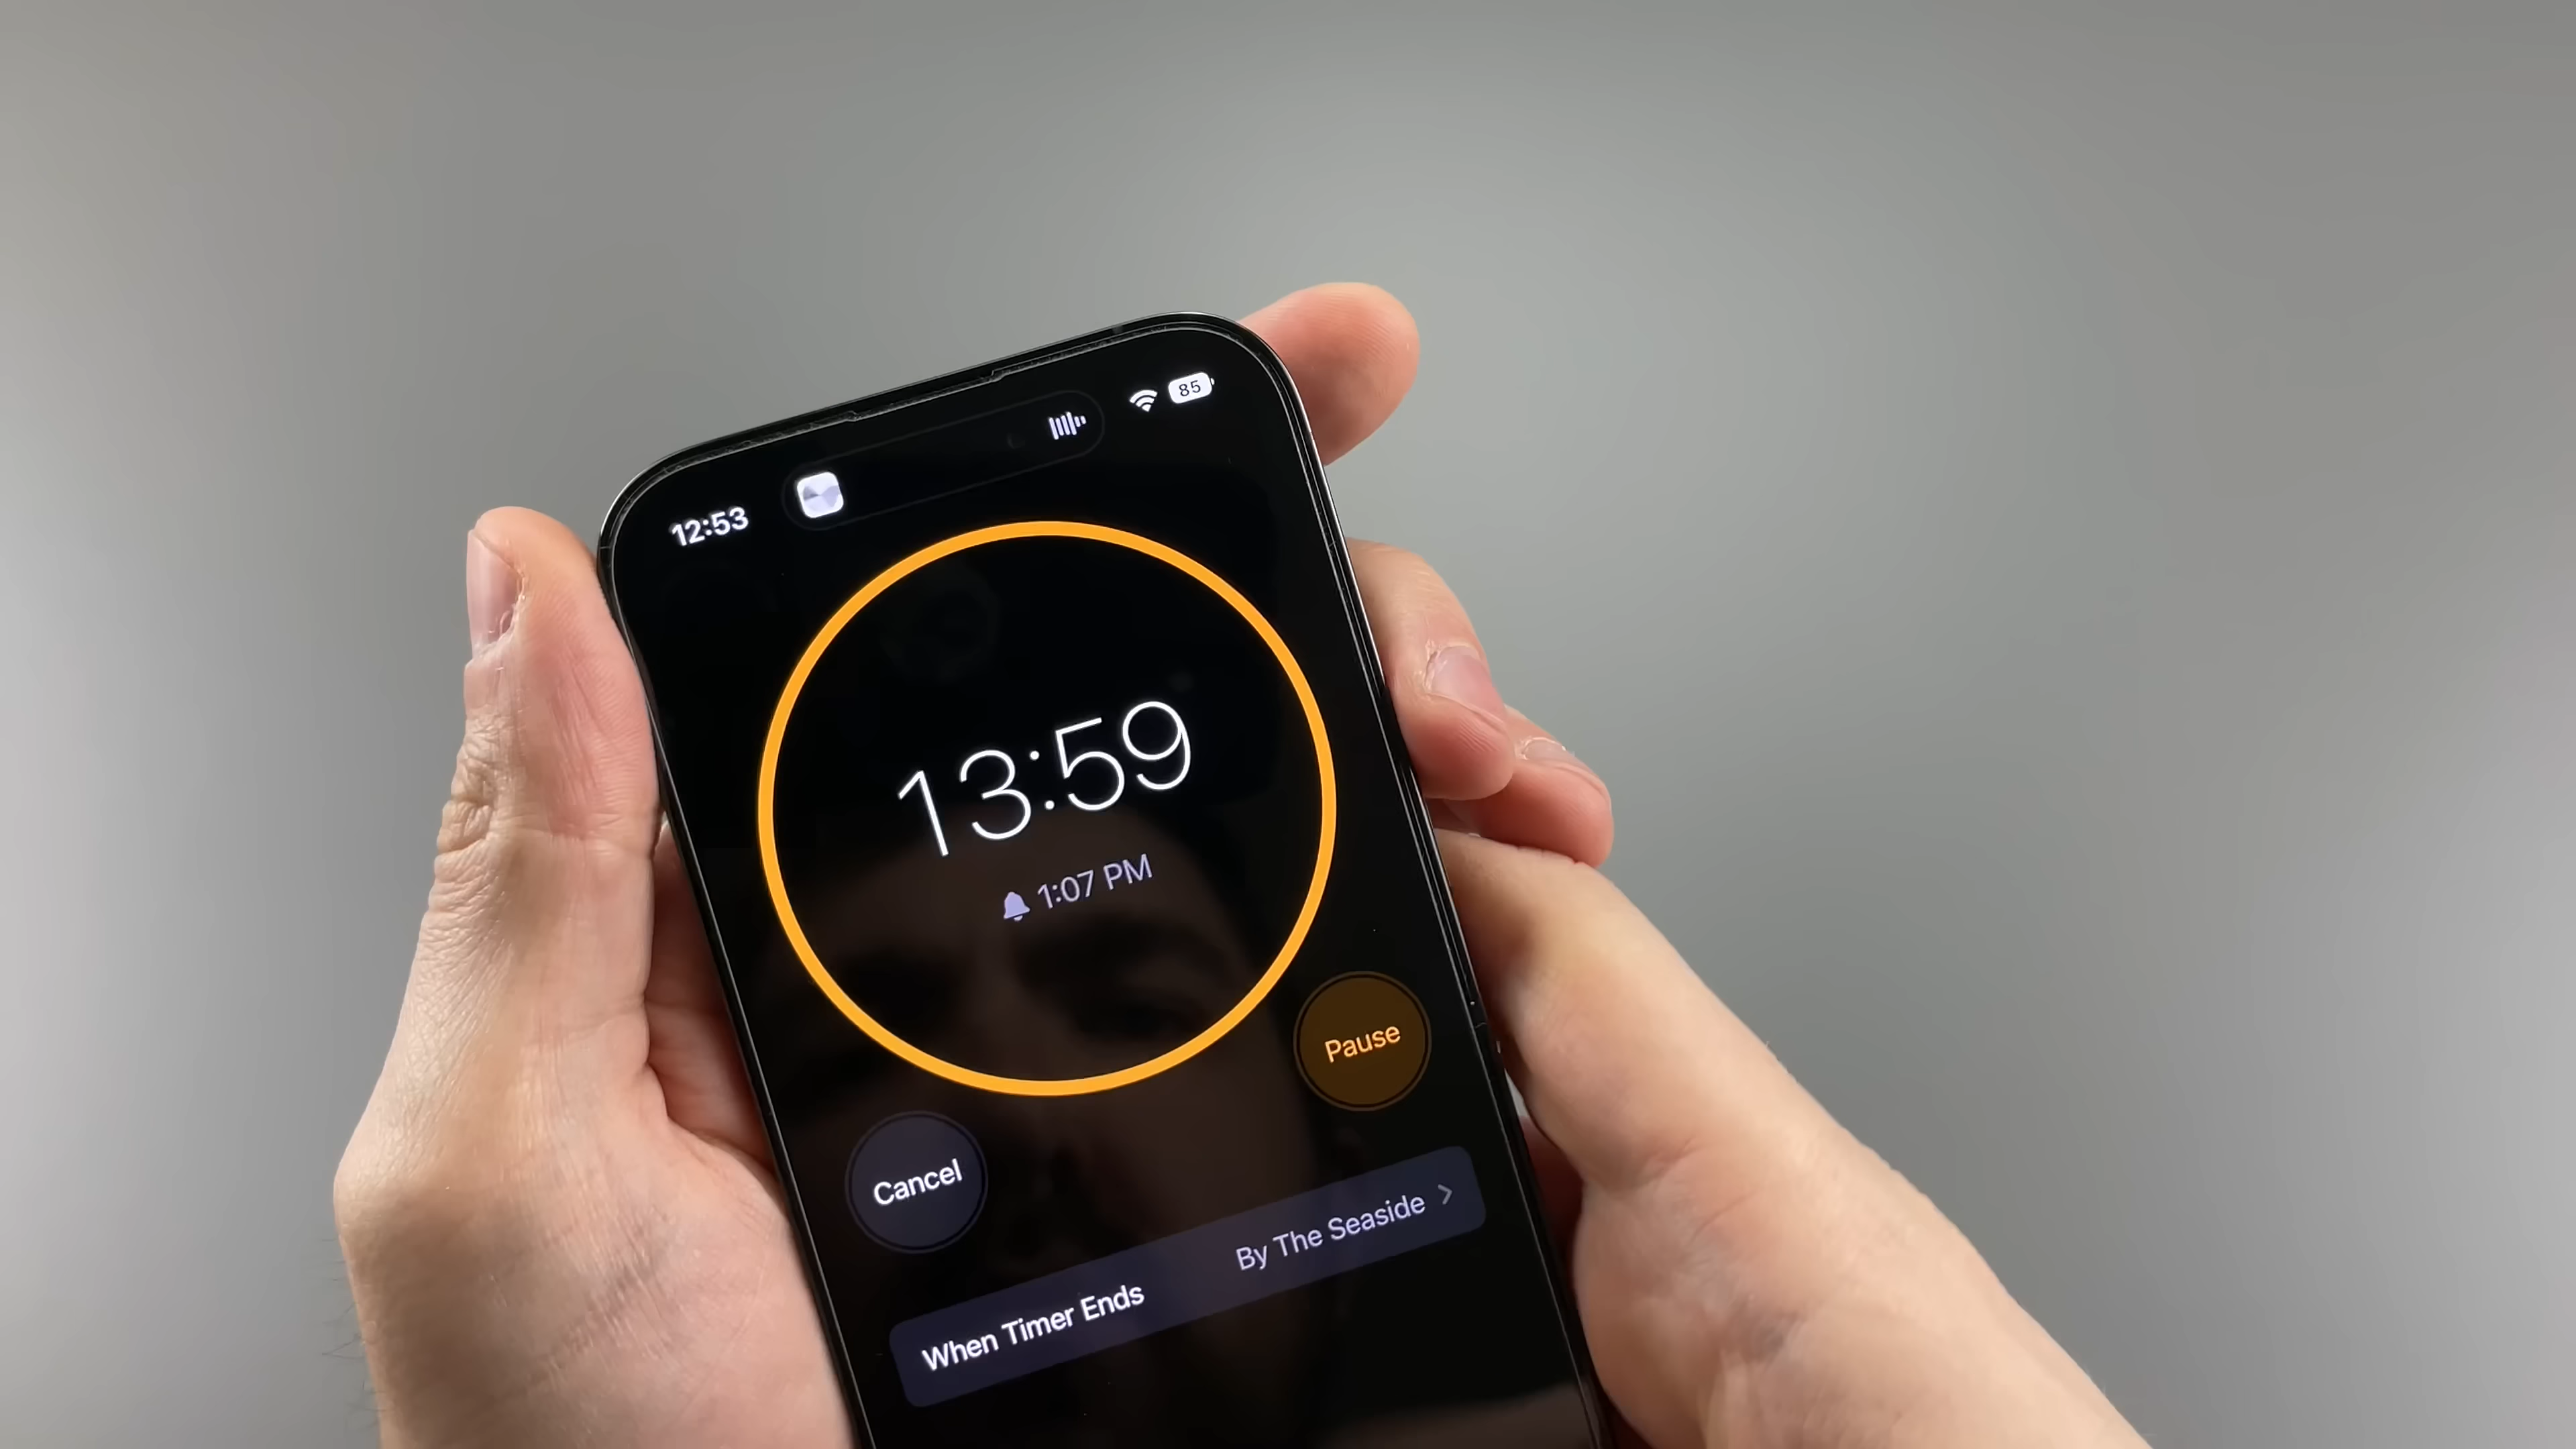 12:53
85
13:59
1:07 PM
Cancel
Pause
When Timer Ends By The Seaside